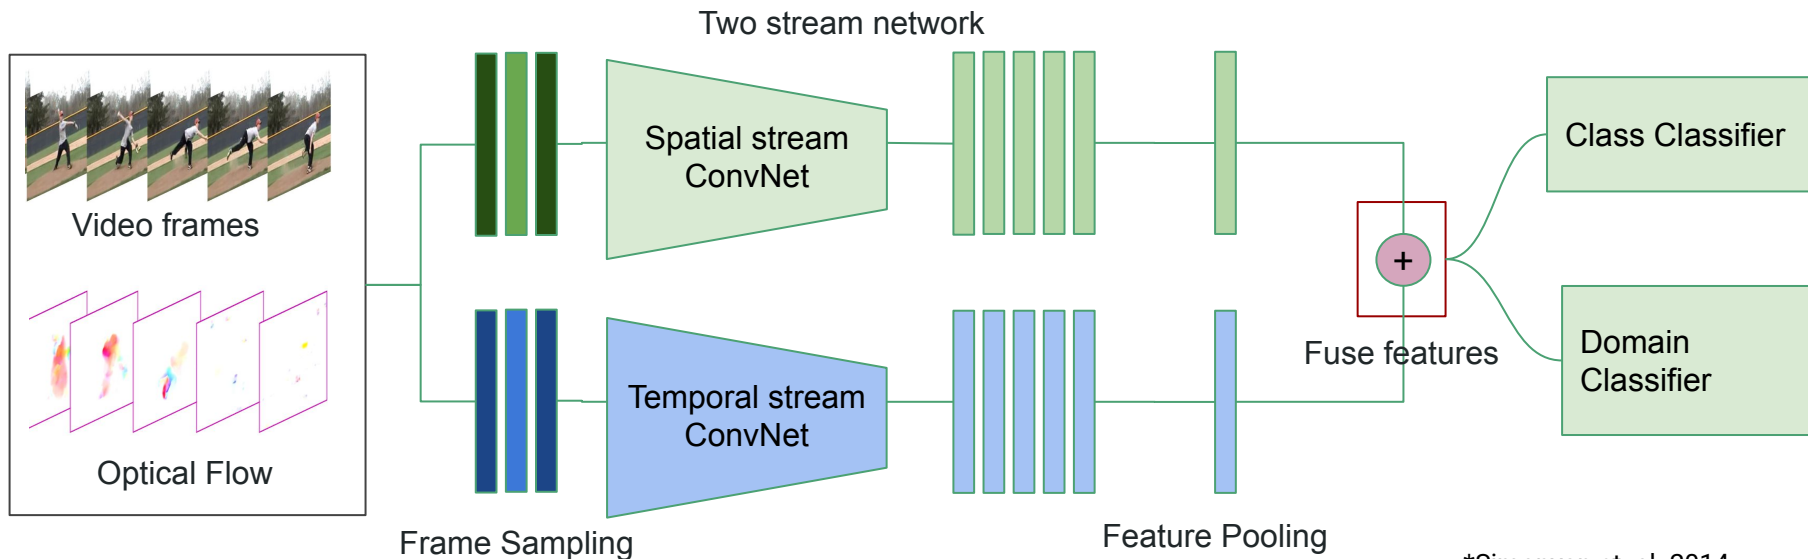 Two stream network
Video frames
Optical Flow
Frame Sampling
Spatial stream
ConvNet
Temporal stream
ConvNet
Feature Pooling
+
Fuse features
Class Classifier
Domain
Classifier
2014